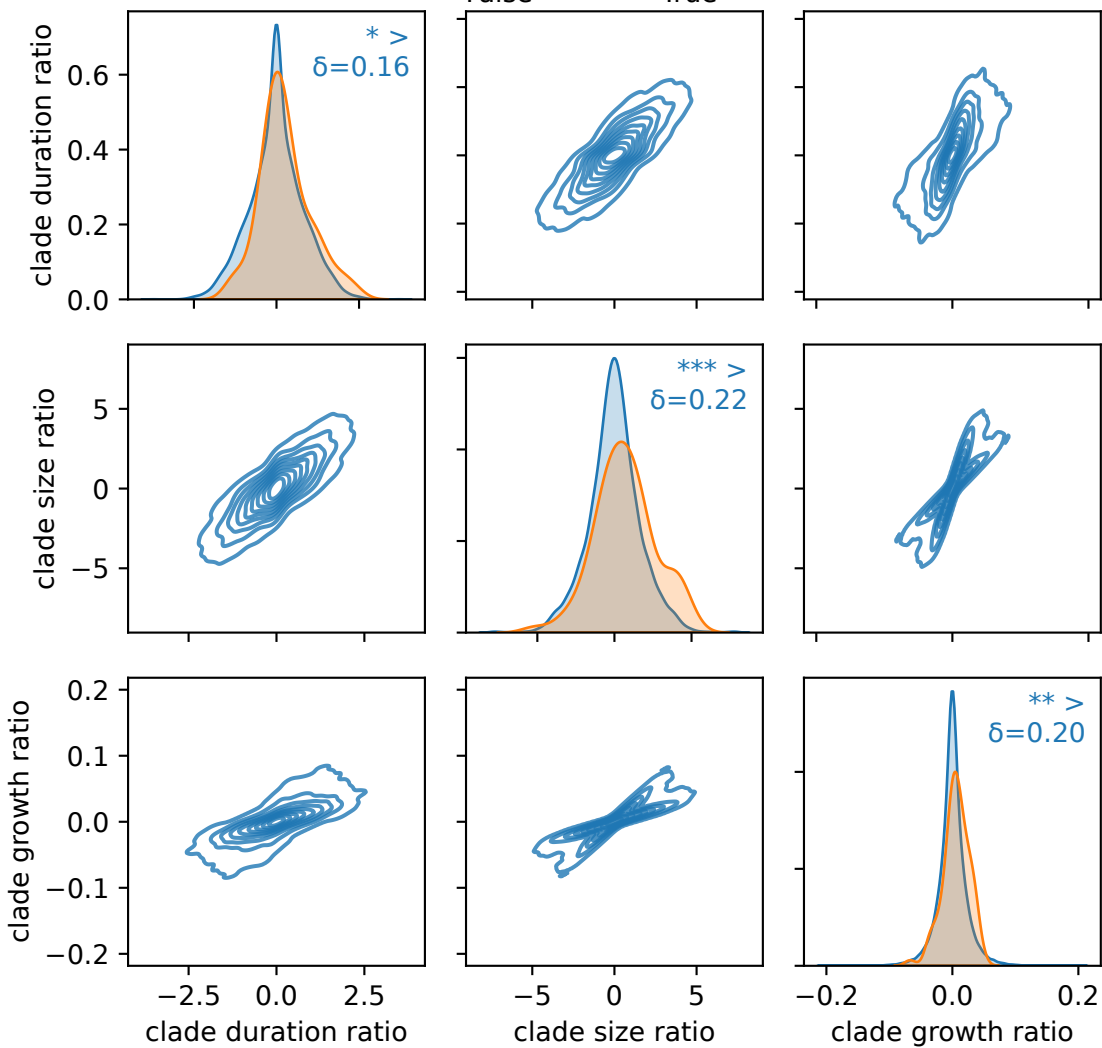 clade duration ratio
0.6
0.4
0.2
0.0
* >
δ=0.16
clade size ratio
5
0
−5
*** >
δ=0.22
clade growth ratio
0.2
0.1
0.0
−0.1
−0.2
** >
δ=0.20
−2.5 0.0 2.5
−5 0 5
−0.2 0.0 0.2
clade duration ratio
clade size ratio
clade growth ratio